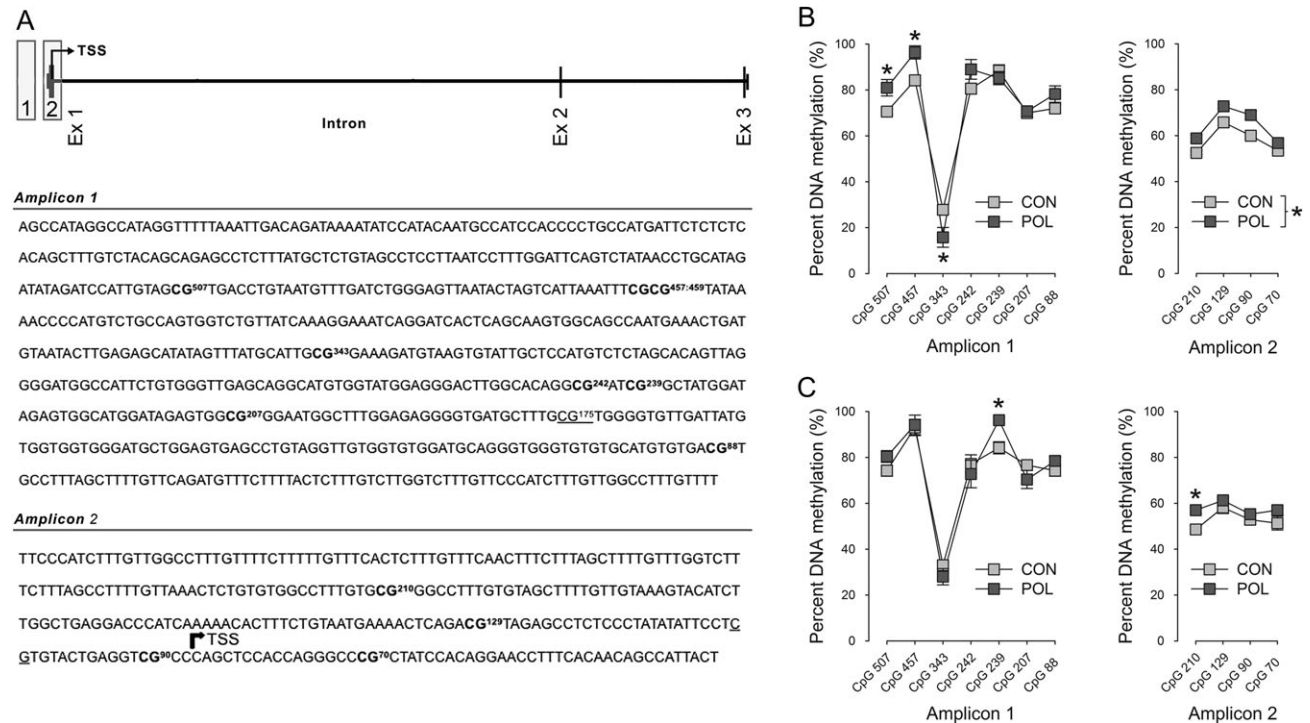 A
TSS
1
2
Ex 1
Intron
Ex 2
Ex 3
Amplicon 1
AGCCATAGGCCATAGGTTTTTAAATTGACAGATAAAATATCCATACAATGCCATCCACCCCTGCCATGATTCTCTCTC
ACAGCTTTGTCTACAGCAGAGCCTCTTTATGCTCTGTAGCCTCCTTAATCCTTTGGATTCAGTCTATAACCTGCATAG
ATATAGATCCATTGTAGCG507TTGACCTGTAATGTTTGATCTGGGAGTTAATACTAGTCATTAAATTTCGCG457:459TATAA
AACCCCATGTCTGCCAGTGGTCTGTTATCAAAGGAAATCAGGATCACTCAGCAAGTGGCAGCCAATGAAACTGAT
GTAATACTTGAGAGCATATAGTTTATGCATTGCG343GAAAGATGTAAGTGTATTGCTCCATGTCTCTAGCACAGTTAG
GGGATGGCCATTCTGTGGGTTGAGCAGGCATGTGGTATGGAGGGACTTGGCACAGGCG242ATCG239GCTATGGAT
AGAGTGGCATGGATAGAGTGGCG207GGAATGGCTTTGGAGAGGGGTGATGCTTTGCG175TGGGGTGTTGATTATG
TGGTGGTGGGATGCTGGAGTGAGCCTGTAGGTTGTGGTGTGGATGCAGGGTGGGTGTGTGCATGTGTGACG88T
GCCTTTAGCTTTTGTTCAGATGTTTCTTTTACTCTTTGTCTTGGTCTTTGTTCCCATCTTTGTTGGCCTTTGTTTT
Amplicon 2
TTCCCATCTTTGTTGGCCTTTGTTTTCTTTTTGTTTCACTCTTTGTTTCAACTTTCTTTAGCTTTTGTTTGGTCTT
TCTTTAGCCTTTTGTTAAACTCTGTGTGGCCTTTGTGCG210GGCCTTTGTGTAGCTTTTGTTGTAAAGTACATCT
TGGCTGAGGACCCATCAAAAACACTTTCTGTAATGAAAACTCAGACG129TAGAGCCTCTCCCTATATATTCCTC
TSS
GTGTACTGAGGTCG90CCCAGCTCCACCAGGGCCCG70CTATCCACAGGAACCTTTCACAACAGCCATTACT
B
Percent DNA methylation (%)
100
80
60
40
20
0
*
*
*
CON
POL
CpG 507
CpG 457
CpG 343
CpG 242
CpG 239
CpG 207
CpG 88
Amplicon 1
Percent DNA methylation (%)
100
80
60
40
20
0
CON
POL
*
CpG 210
CpG 129
CpG 90
CpG 70
Amplicon 2
C
Percent DNA methylation (%)
100
80
60
40
20
0
*
CON
POL
CpG 507
CpG 457
CpG 343
CpG 242
CpG 239
CpG 207
CpG 88
Amplicon 1
Percent DNA methylation (%)
100
80
60
40
20
0
*
CON
POL
CpG 210
CpG 129
CpG 90
CpG 70
Amplicon 2